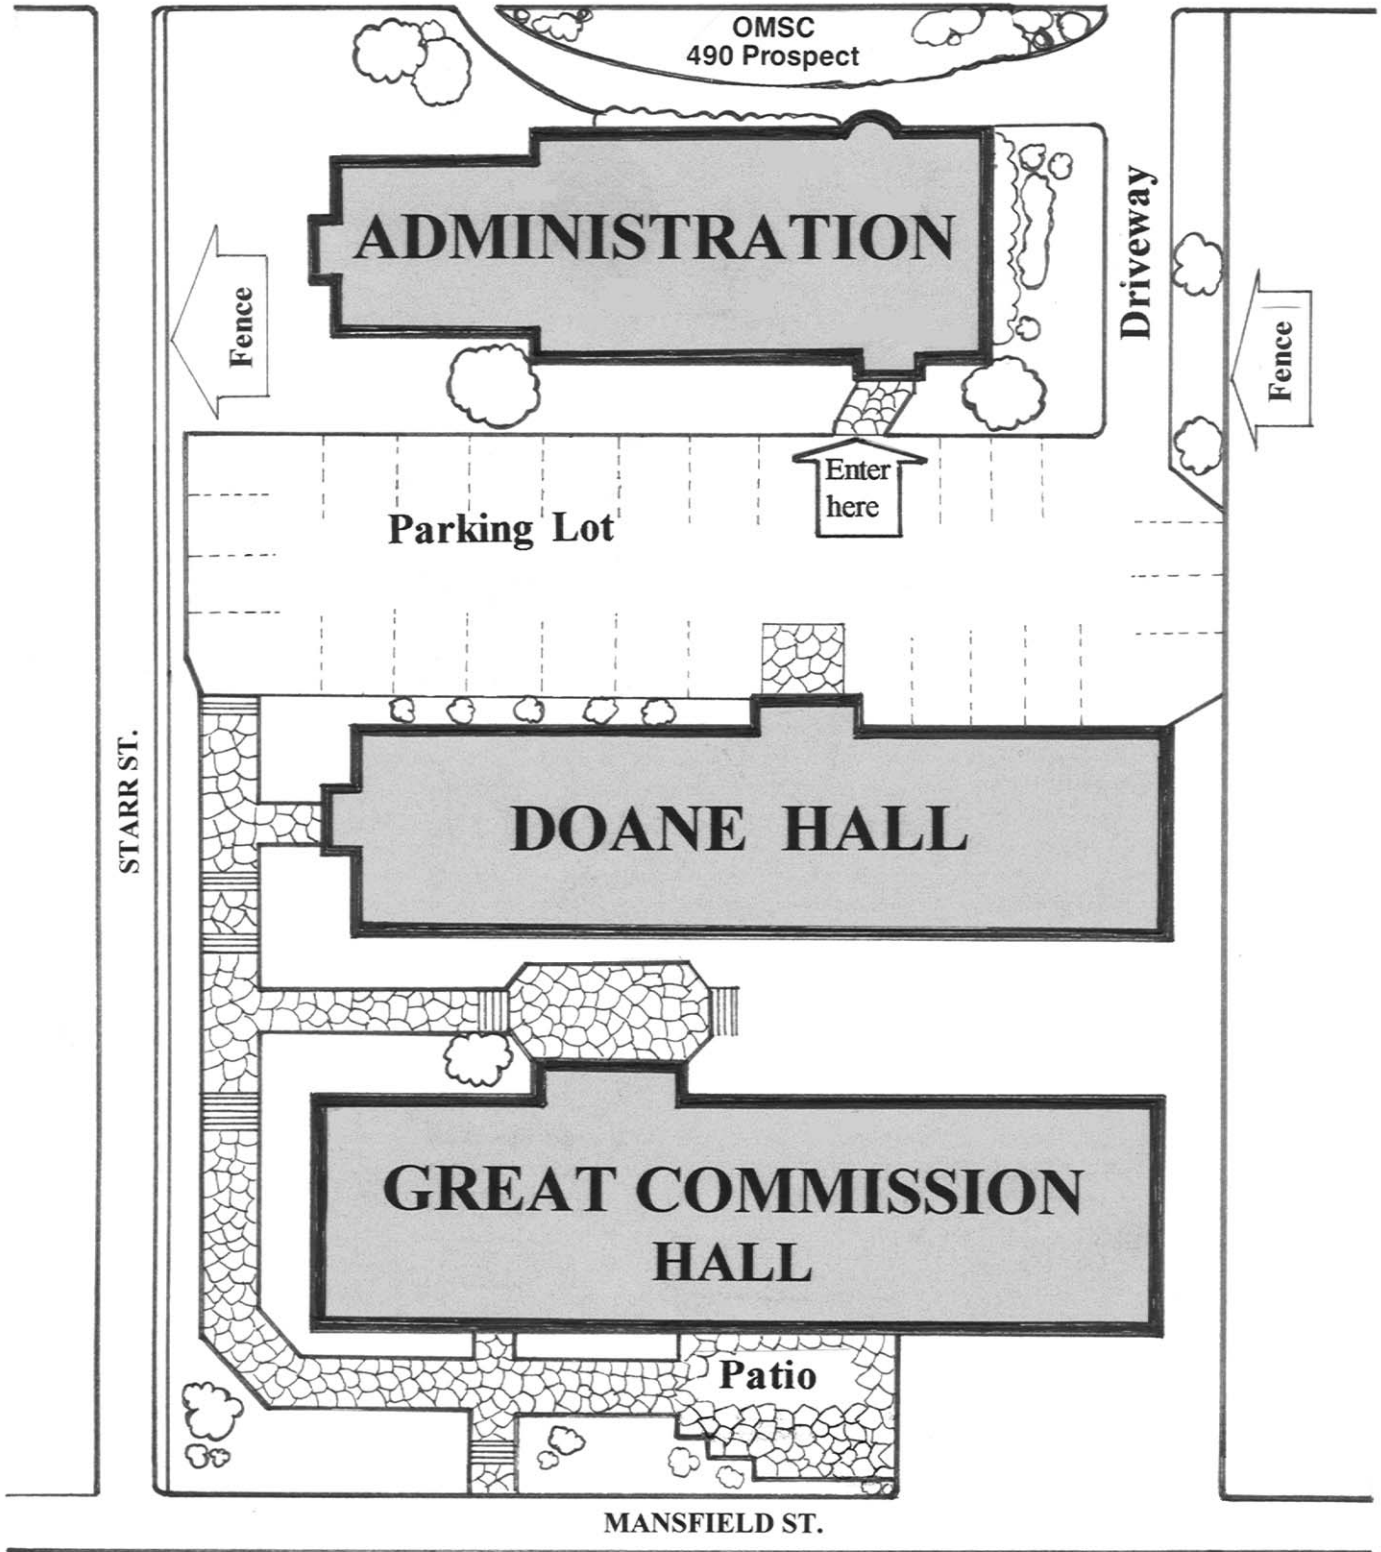 OMSC
490 Prospect
ADMINISTRATION
Driveway
Fence
Fence
Enter
here
Parking Lot
STARR ST.
DOANE HALL
GREAT COMMISSION
HALL
Patio
MANSFIELD ST.